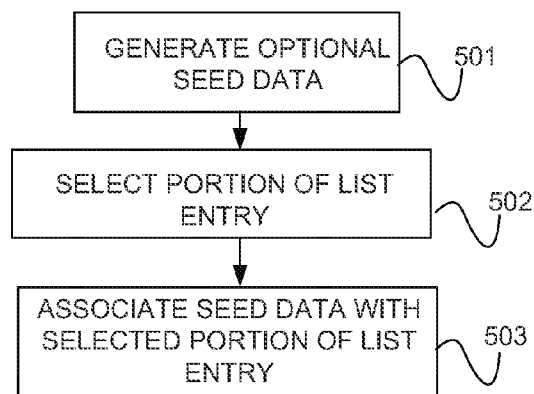 GENERATE OPTIONAL
SEED DATA
501
SELECT PORTION OF LIST
ENTRY
502
ASSOCIATE SEED DATA WITH
SELECTED PORTION OF LIST
ENTRY
503